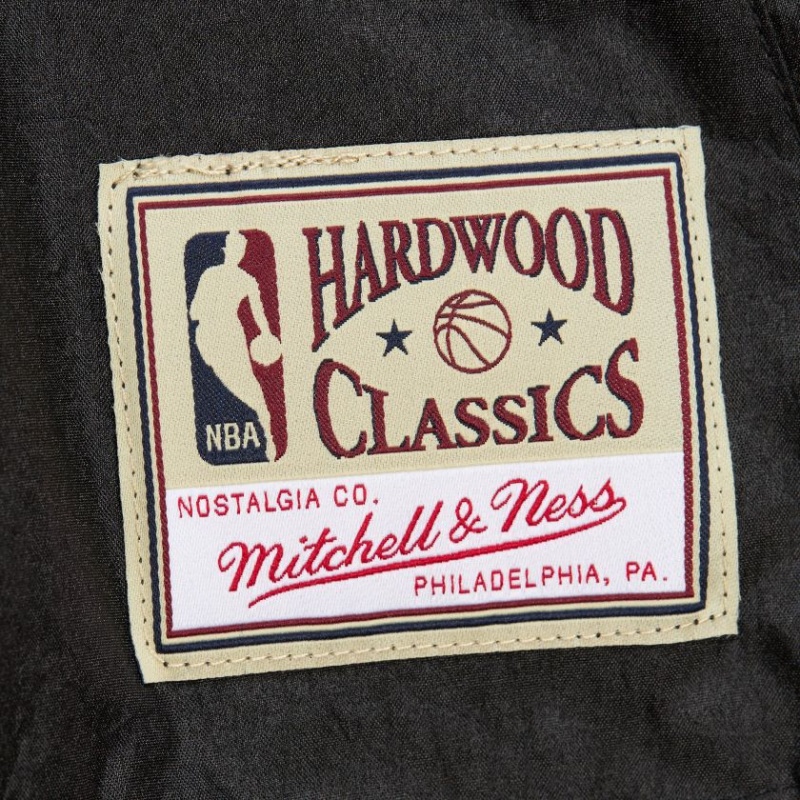 HARDWOOD
CLASSICS
NBA
NOSTALGIA CO.
Mitchell & Ness
PHILADELPHIA, PA.